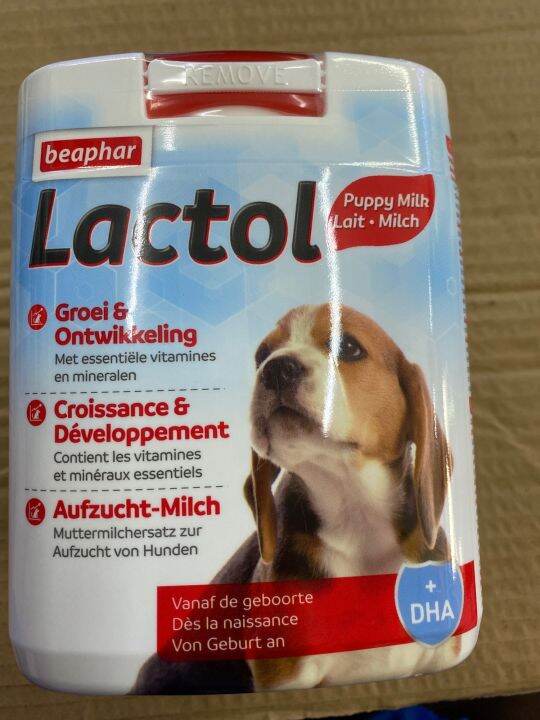 REMOVE
beaphar
Lactol
Puppy Milk
Lait • Milch
Groei &
Ontwikkeling
Met essentiële vitamines
en mineralen
Croissance &
Développement
Contient les vitamines
et minéraux essentiels
Aufzucht-Milch
Muttermilchersatz zur
Aufzucht von Hunden
Vanaf de geboorte
Dès la naissance
Von Geburt an
+
DHA